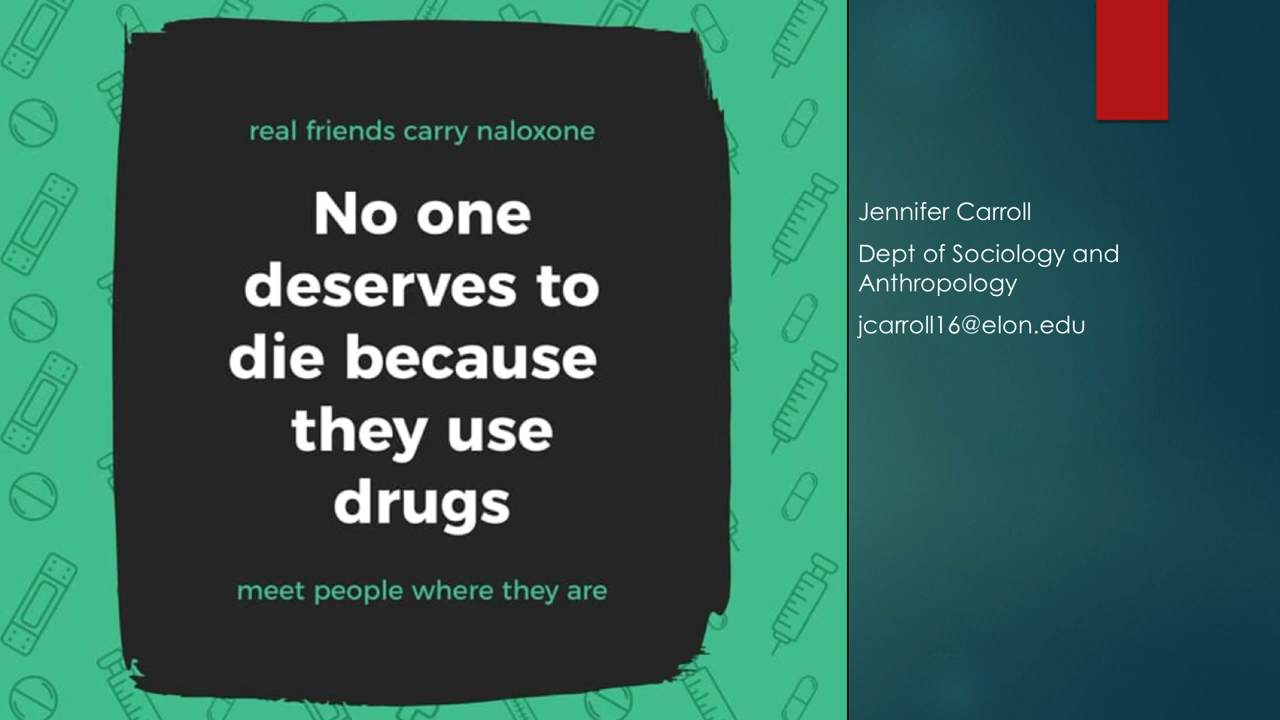 real friends carry naloxone
No one
deserves to
die because
they use
drugs
meet people where they are
Jennifer Carroll
Dept of Sociology and
Anthropology
jcarroll16@elon.edu